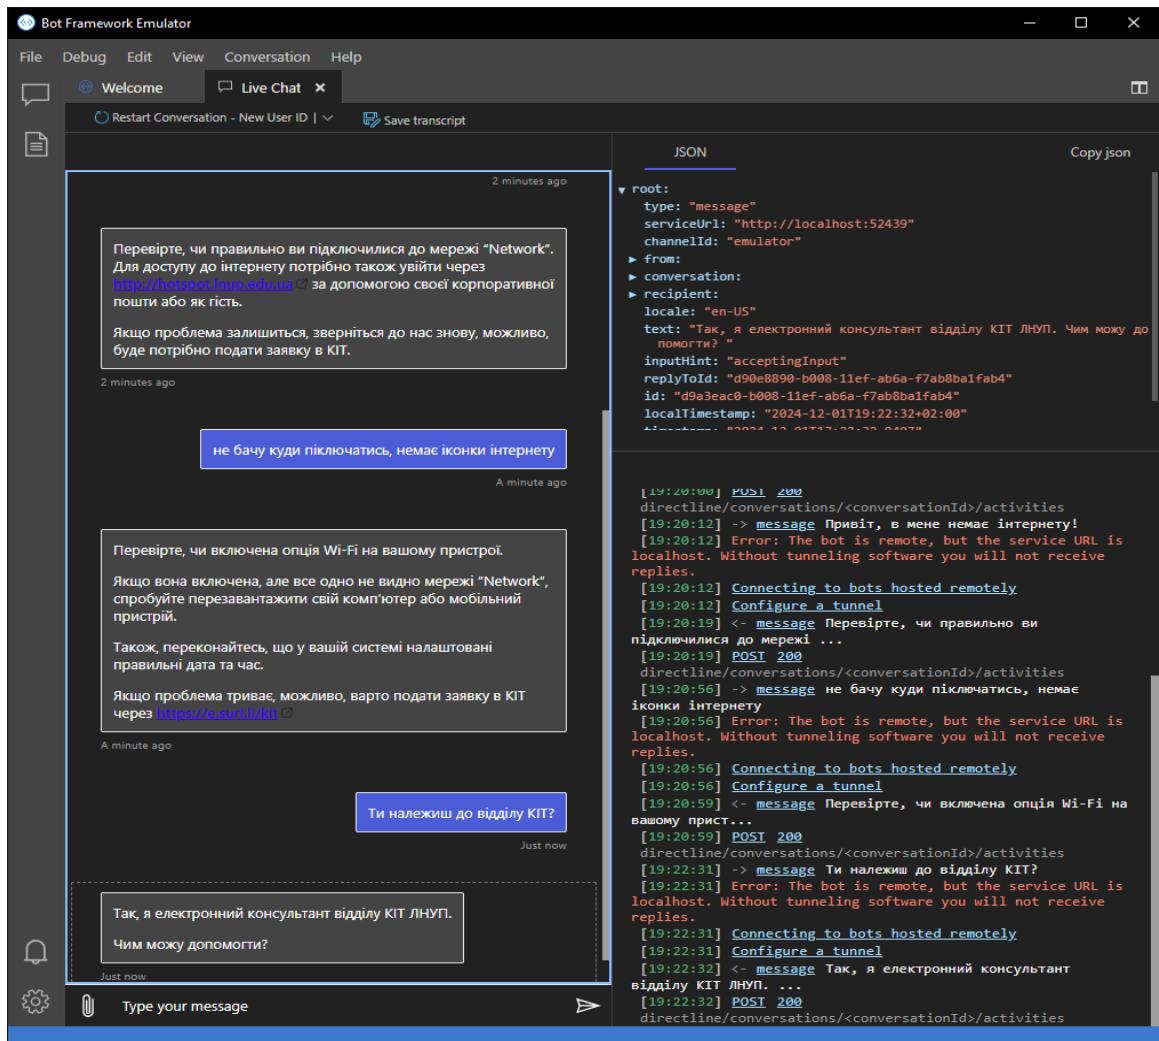 Bot Framework Emulator
File Debug Edit View Conversation Help
Welcome
Live Chat
Restart Conversation - New User ID
Save transcript
2 minutes ago
Перевірте, чи правильно ви підключилися до мережі “Network”.
Для доступу до інтернету потрібно також увійти через
http://hotspot.lnup.edu.ua за допомогою своєї корпоративної
пошти або як гість.
Якщо проблема залишиться, зверніться до нас знову, можливо,
буде потрібно подати заявку в КІТ.
2 minutes ago
не бачу куди піключатись, немає іконки інтернету
A minute ago
Перевірте, чи включена опція Wi-Fi на вашому пристрої.
Якщо вона включена, але все одно не видно мережі “Network”,
спробуйте перезавантажити свій комп'ютер або мобільний
пристрій.
Також, переконайтесь, що у вашій системі налаштовані
правильні дата та час.
Якщо проблема триває, можливо, варто подати заявку в КІТ
через https://e.surl.li/kit
A minute ago
Ти належиш до відділу КІТ?
Just now
Так, я електронний консультант відділу КІТ ЛНУП.
Чим можу допомогти?
Just now
Type your message
JSON
Copy json
root:
type: "message"
serviceUrl: "http://localhost:52439"
channelId: "emulator"
from:
conversation:
recipient:
locale: "en-US"
text: "Так, я електронний консультант відділу КІТ ЛНУП. Чим можу до
помогти? "
inputHint: "acceptingInput"
replyToId: "d90e8890-b008-11ef-ab6a-f7ab8ba1fab4"
id: "d9a3eac0-b008-11ef-ab6a-f7ab8ba1fab4"
localTimestamp: "2024-12-01T19:22:32+02:00"
[19:20:00] POST 200
directline/conversations/<conversationId>/activities
[19:20:12] -> message Привіт, в мене немає інтернету!
[19:20:12] Error: The bot is remote, but the service URL is
localhost. Without tunneling software you will not receive
replies.
[19:20:12] Connecting to bots hosted remotely
[19:20:12] Configure a tunnel
[19:20:19] <- message Перевірте, чи правильно ви
підключилися до мережі ...
[19:20:19] POST 200
directline/conversations/<conversationId>/activities
[19:20:56] -> message не бачу куди піключатись, немає
іконки інтернету
[19:20:56] Error: The bot is remote, but the service URL is
localhost. Without tunneling software you will not receive
replies.
[19:20:56] Connecting to bots hosted remotely
[19:20:56] Configure a tunnel
[19:20:59] <- message Перевірте, чи включена опція Wi-Fi на
вашому прист...
[19:20:59] POST 200
directline/conversations/<conversationId>/activities
[19:22:31] -> message Ти належиш до відділу КІТ?
[19:22:31] Error: The bot is remote, but the service URL is
localhost. Without tunneling software you will not receive
replies.
[19:22:31] Connecting to bots hosted remotely
[19:22:31] Configure a tunnel
[19:22:32] <- message Так, я електронний консультант
відділу КІТ ЛНУП. ...
[19:22:32] POST 200
directline/conversations/<conversationId>/activities